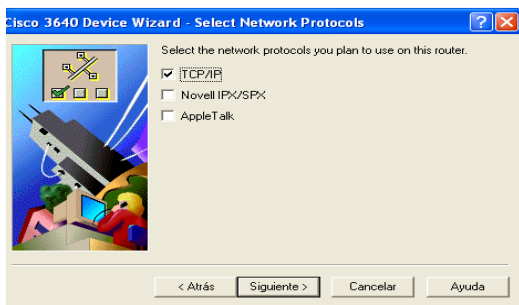 Cisco 3640 Device Wizard - Select Network Protocols
Select the network protocols you plan to use on this router.
TCP/IP
Novell IPX/SPX
AppleTalk
< Atrás
Siguiente >
Cancelar
Ayuda